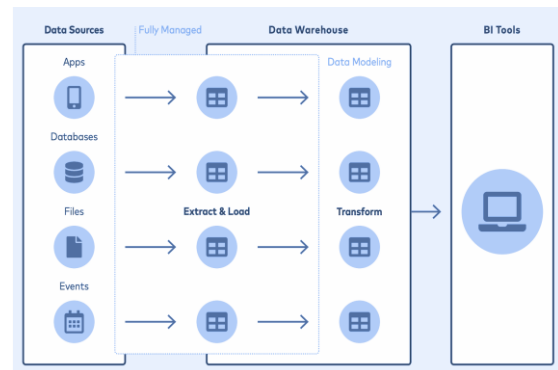 Data Sources
Fully Managed
Data Warehouse
BI Tools
Apps
Data Modeling
Databases
Files
Extract & Load
Transform
Events